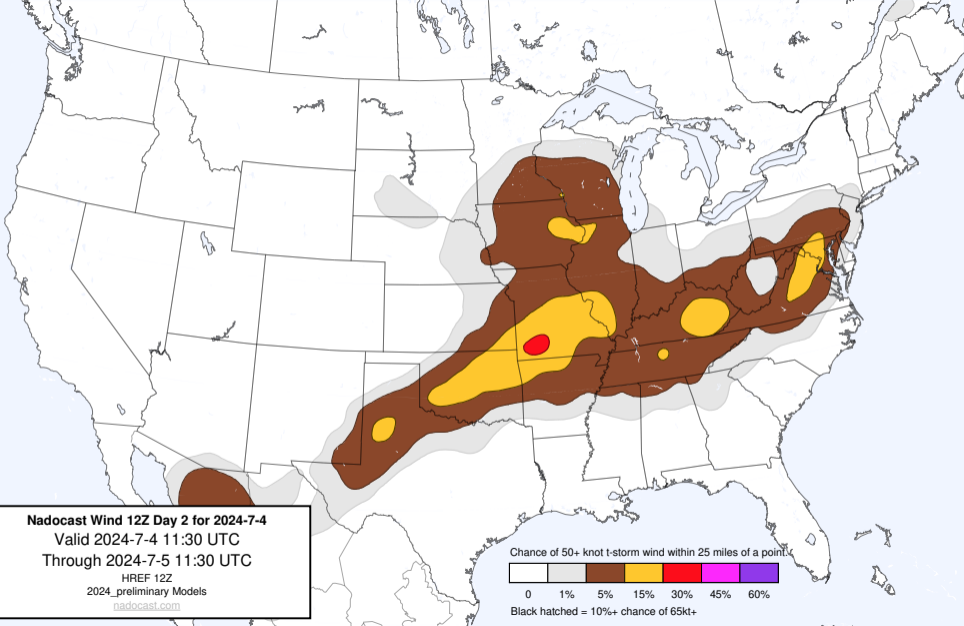 Nadocast Wind 12Z Day 2 for 2024-7-4
Valid 2024-7-4 11:30 UTC
Through 2024-7-5 11:30 UTC
HREF 12Z
2024_preliminary Models
nadocast.com
Chance of 50+ knot t-storm wind within 25 miles of a point.
0 1% 5% 15% 30% 45% 60%
Black hatched = 10%+ chance of 65kt+